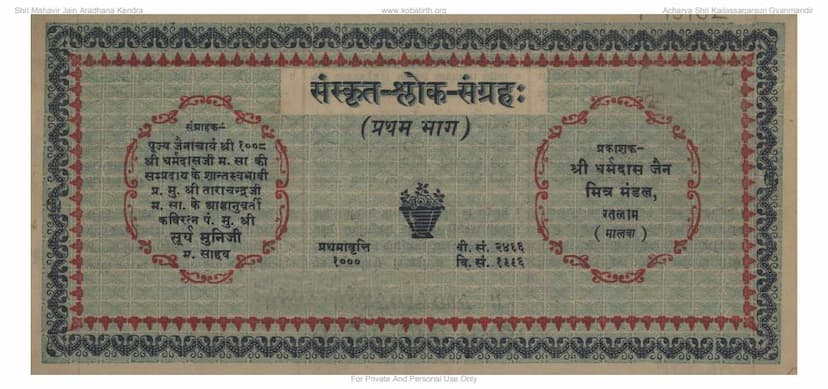 Shri Mahavir Jain Aradhana Kendra
www.kobatirth.org
Acharya Shri Kailassagarsuri Gyanmandir
संस्कृत-श्लोक-संग्रहः
(प्रथम भाग)
संग्राहक-
पूज्य जैनाचार्य श्री १००८
श्री धर्मदासजी म. सा की
सम्प्रदाय के शान्तस्वभावी
प्र. मु. श्री ताराचन्द्रजी
म. सा. के आज्ञानुवर्ती
कविरत्न पं. मु. श्री
सूर्य मुनिजी
म. साहब
प्रकाशक-
श्री धर्मदास जैन
मित्र मंडल,
रतलाम
(मालवा)
प्रथमावृत्ति
१०००
वी. सं. २४६६
वि. सं. १९९६
For Private And Personal Use Only